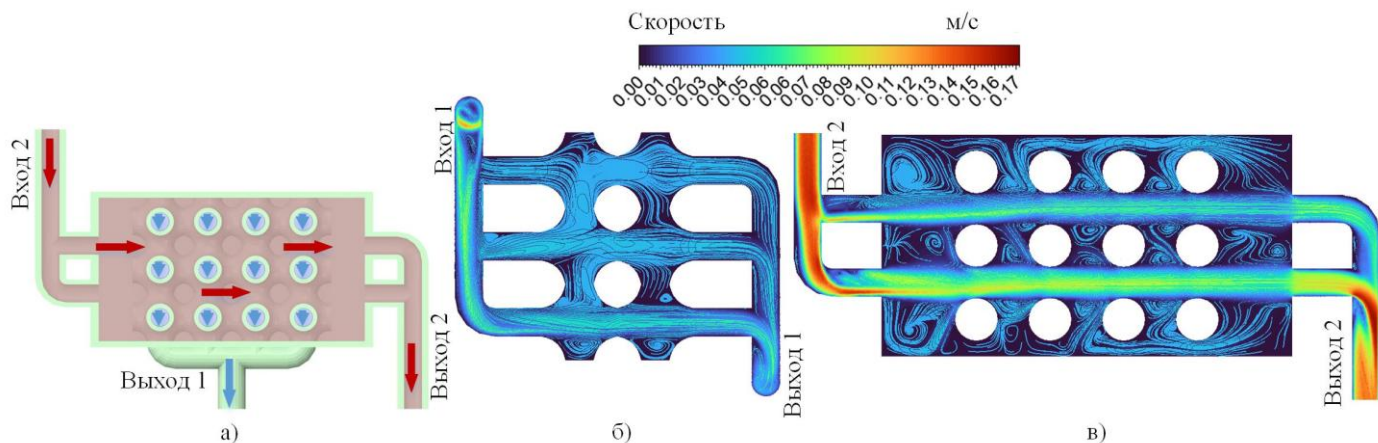 Скорость м/с
0.00 0.01 0.02 0.03 0.04 0.05 0.06 0.06 0.07 0.08 0.09 0.10 0.11 0.12 0.13 0.14 0.15 0.16 0.17
Вход 2
Выход 1
Выход 2
а)
Вход 1
Выход 1
б)
Вход 2
Выход 2
в)